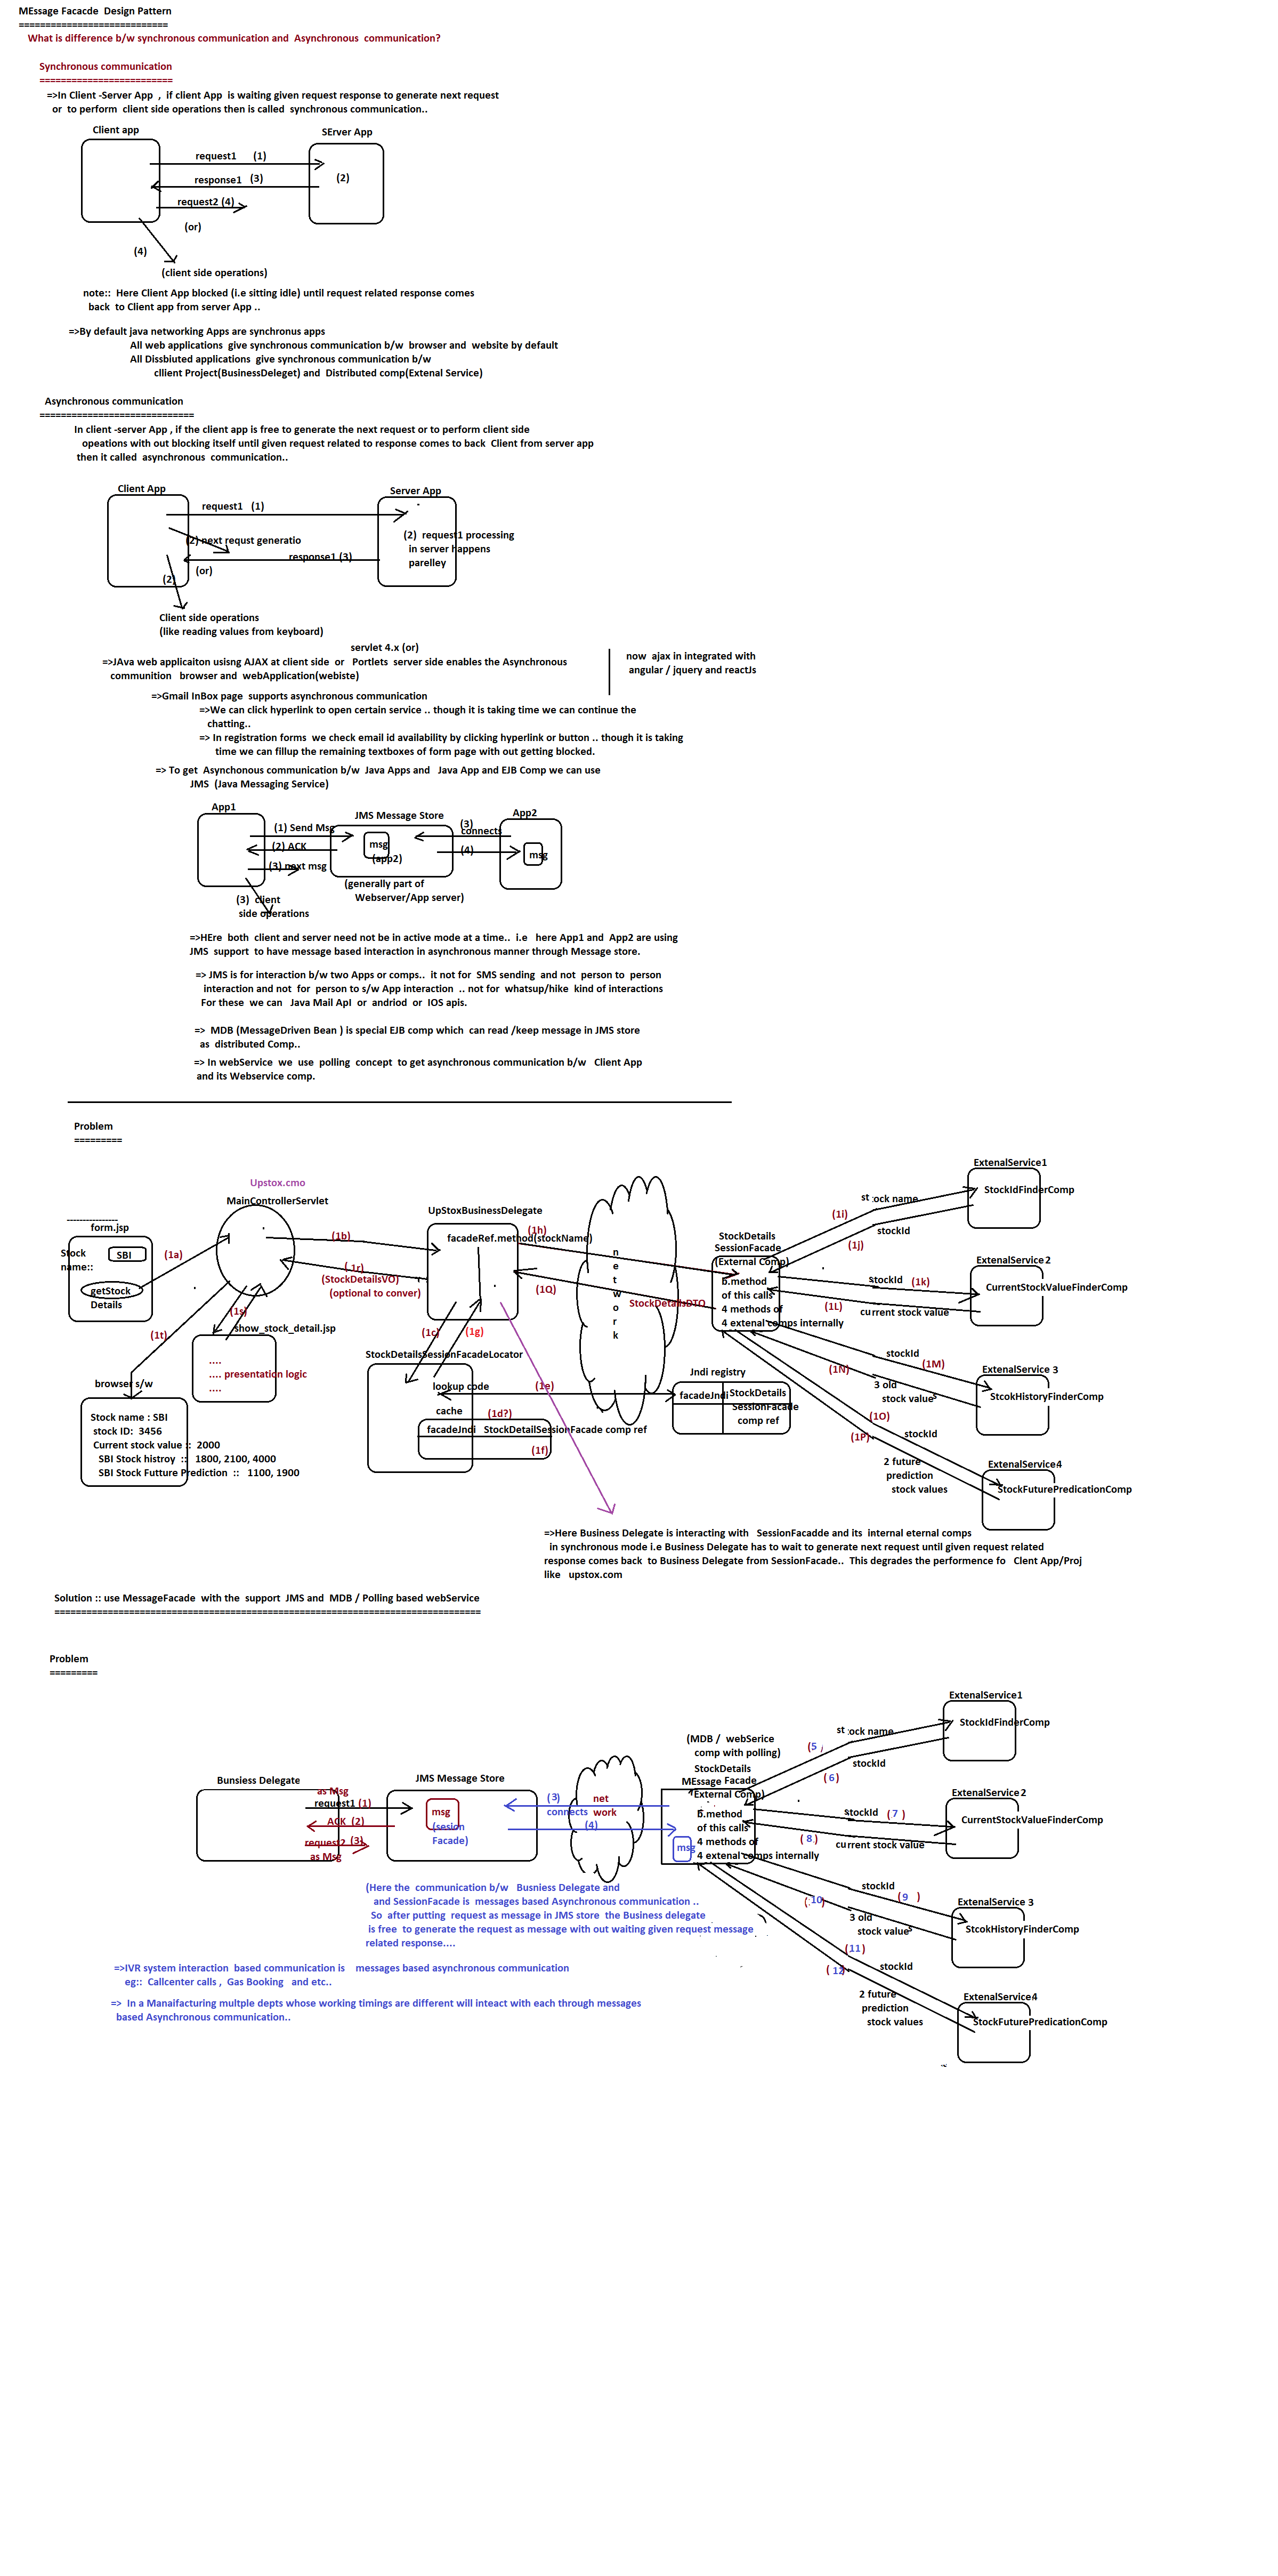 MEssage Facacde  Design Pattern
============================
What is difference b/w synchronous communication and  Asynchronous  communication?
Synchronous communication
=========================
=>In Client -Server App  ,  if client App  is waiting given request response to generate next request
or  to perform  client side operations then is called  synchronous communication..
Client app
SErver App
request1      (1)
response1   (3)
(2)
request2 (4)
(or)
(4)
(client side operations)
note::  Here Client App blocked (i.e sitting idle) until request related response comes
back  to Client app from server App ..
=>By default java networking Apps are synchronus apps
All web applications  give synchronous communication b/w  browser and  website by default
All Dissbiuted applications  give synchronous communication b/w
cllient Project(BusinessDeleget) and  Distributed comp(Extenal Service)
Asynchronous communication
=============================
In client -server App , if the client app is free to generate the next request or to perform client side
opeations with out blocking itself until given request related to response comes to back  Client from server app
then it called  asynchronous  communication..
Client App
Server App
request1   (1)
(2)  request1 processing
in server happens
parelley
(2) next requst generatio
response1 (3)
(or)
(2)
Client side operations
(like reading values from keyboard)
servlet 4.x (or)
=>JAva web applicaiton usisng AJAX at client side  or   Portlets  server side enables the Asynchronous
communition   browser and  webApplication(webiste)
now  ajax in integrated with
angular / jquery and reactJs
=>Gmail InBox page  supports asynchronous communication
=>We can click hyperlink to open certain service .. though it is taking time we can continue the
chatting..
=> In registration forms  we check email id availability by clicking hyperlink or button .. though it is taking
time we can fillup the remaining textboxes of form page with out getting blocked.
=> To get  Asynchonous communication b/w  Java Apps and   Java App and EJB Comp we can use
JMS  (Java Messaging Service)
App1
JMS Message Store
App2
(1) Send Msg
(2) ACK
(3) next msg
msg
(app2)
(3)
connects
(4)
msg
(generally part of
Webserver/App server)
(3)  client
side operations
=>HEre  both  client and server need not be in active mode at a time..  i.e   here App1 and  App2 are using
JMS  support  to have message based interaction in asynchronous manner through Message store.
=> JMS is for interaction b/w two Apps or comps..  it not for  SMS sending  and not  person to  person
interaction and not  for  person to s/w App interaction  .. not for  whatsup/hike  kind of interactions
For these  we can   Java Mail ApI  or  andriod  or  IOS apis.
=>  MDB (MessageDriven Bean ) is special EJB comp which  can read /keep message in JMS store
as  distributed Comp..
=> In webService  we  use  polling  concept  to get asynchronous communication b/w   Client App
and its Webservice comp.
Problem
=========
Upstox.cmo
MainControllerServlet
----------------
form.jsp
Stock
name::
SBI
getStock
Details
(1a)
(1b)
(1r)
(StockDetailsVO)
(optional to conver)
UpStoxBusinessDelegate
facadeRef.method(stockName)
(1h)
(1Q)
network
StockDetailsDTO
StockDetails
SessionFacade
(External Comp)
b.method
of this calls
4 methods of
4 extenal comps internally
ExtenalService1
StockIdFinderComp
stock name
(1i)
stockId
(1j)
ExtenalService2
CurrentStockValueFinderComp
stockId
(1k)
(1L)
current stock value
stockId
(1M)
(1N)
3 old
stock values
ExtenalService 3
StcokHistoryFinderComp
(1O)
(1P)
stockId
2 future
prediction
stock values
ExtenalService4
StockFuturePredicationComp
(1s)
(1t)
show_stock_detail.jsp
....
.... presentation logic
....
(1c)
(1g)
StockDetailsSessionFacadeLocator
lookup code
(1e)
cache
(1d?)
facadeJndi   StockDetailSessionFacade comp ref
(1f)
Jndi registry
facadeJndi
StockDetails
SessionFacade
comp ref
browser s/w
Stock name : SBI
stock ID:  3456
Current stock value ::  2000
SBI Stock histroy  ::   1800, 2100, 4000
SBI Stock Futture Prediction  ::   1100, 1900
=>Here Business Delegate is interacting with   SessionFacadde and its  internal eternal comps
in synchronous mode i.e Business Delegate has to wait to generate next request until given request related
response comes back  to Business Delegate from SessionFacade..  This degrades the performence fo   Clent App/Proj
like   upstox.com
Solution :: use MessageFacade  with the  support  JMS and  MDB / Polling based webService
================================================================================
Problem
=========
Bunsiess Delegate
as Msg
request1 (1)
ACK  (2)
request2  (3)
as Msg
JMS Message Store
msg
(sesion
Facade)
(3)
connects
(4)
net
work
(MDB /  webSerice
comp with polling)
StockDetails
MEssage Facade
(External Comp)
b.method
of this calls
4 methods of
4 extenal comps internally
msg
ExtenalService1
StockIdFinderComp
stock name
(5 )
stockId
(6 )
ExtenalService2
CurrentStockValueFinderComp
stockId
(7 )
(8 )
current stock value
stockId
(9 )
(10)
3 old
stock values
ExtenalService 3
StcokHistoryFinderComp
(11)
(12)
stockId
2 future
prediction
stock values
ExtenalService4
StockFuturePredicationComp
(Here the  communication b/w   Busniess Delegate and
and SessionFacade is  messages based Asynchronous communication ..
So  after putting  request as message in JMS store  the Business delegate
is free  to generate the request as message with out waiting given request message
related response....
=>IVR system interaction  based communication is    messages based asynchronous communication
eg::  Callcenter calls ,  Gas Booking   and etc..
=>  In a Manaifacturing multple depts whose working timings are different will inteact with each through messages
based Asynchronous communication..